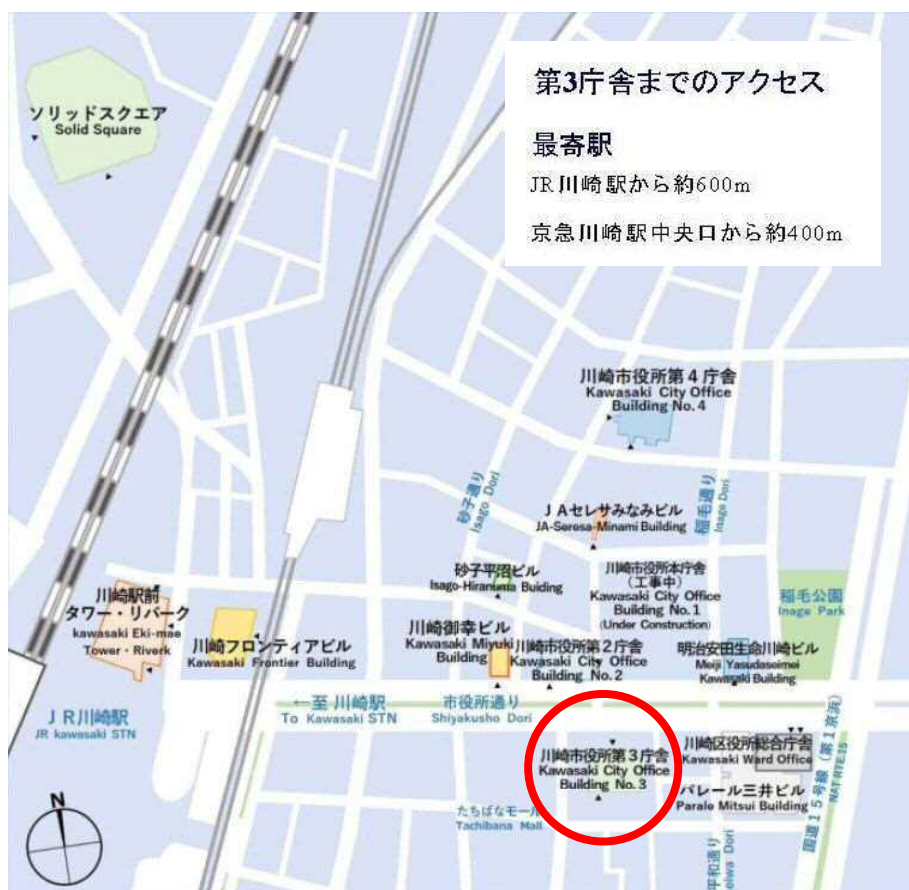 第3庁舎までのアクセス
最寄駅
JR川崎駅から約600m
京急川崎駅中央口から約400m
ソリッドスクエア
Solid Square
川崎市役所第4庁舎
Kawasaki City Office
Building No.4
砂子通り
Isago Dori
稲毛通り
Inage Dori
JAセレサみなみビル
JA-Seresa-Minami Building
砂子平沼ビル
Isago-Hiranuma Buiding
川崎市役所本庁舎
(工事中)
Kawasaki City Office
Building No.1
(Under Construction)
稲毛公園
Inage Park
川崎駅前
タワー・リバーク
kawasaki Eki-mae
Tower・Riverk
川崎フロンティアビル
Kawasaki Frontier Building
川崎御幸ビル
Kawasaki Miyuki
Building
川崎市役所第2庁舎
Kawasaki City Office
Building No.2
明治安田生命川崎ビル
Meiji Yasudaseimei
Kawasaki Building
JR川崎駅
JR kawasaki STN
←至 川崎駅
To Kawasaki STN
市役所通り
Shiyakusho Dori
川崎市役所第3庁舎
Kawasaki City Office
Building No.3
川崎区役所総合庁舎
Kawasaki Ward Office
パレール三井ビル
Parale Mitsui Building
国道15号線(第1京浜)
NAT RTE.15
たちばなモール
Tachibana Mall
平和通り
eiwa Dori
N